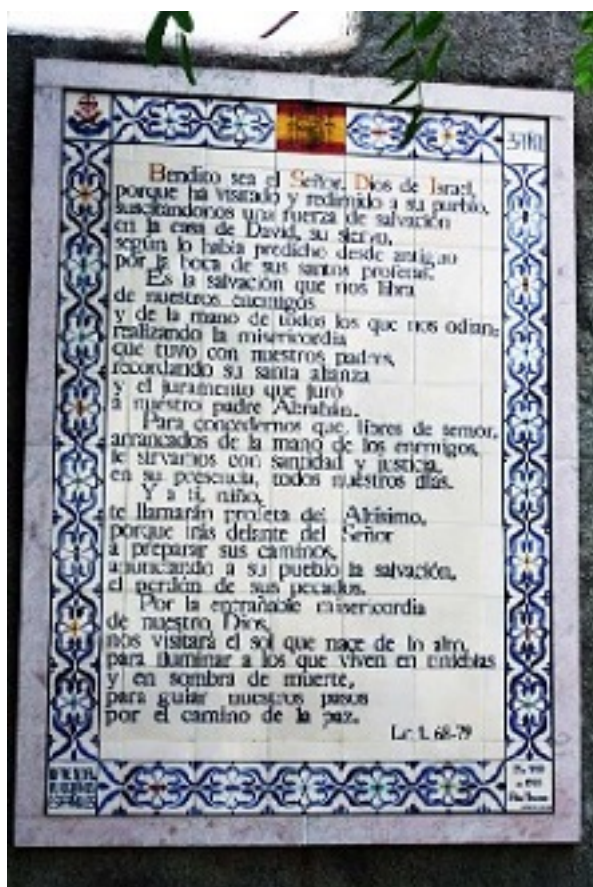 Bendito sea el Señor, Dios de Israel,
porque ha visitado y redimido a su pueblo,
suscitándonos una fuerza de salvación
en la casa de David, su siervo,
según lo había predicho desde antiguo
por la boca de sus santos profetas.
Es la salvación que nos libra
de nuestros enemigos
y de la mano de todos los que nos odian;
realizando la misericordia
que tuvo con nuestros padres,
recordando su santa alianza
y el juramento que juró
a nuestro padre Abrahán.
Para concedernos que, libres de temor,
arrancados de la mano de los enemigos,
le sirvamos con santidad y justicia,
en su presencia, todos nuestros días.
Y a ti, niño,
te llamarán profeta del Altísimo,
porque irás delante del Señor
a preparar sus caminos,
anunciando a su pueblo la salvación,
el perdón de sus pecados.
Por la entrañable misericordia
de nuestro Dios,
nos visitará el sol que nace de lo alto,
para iluminar a los que viven en tinieblas
y en sombra de muerte,
para guiar nuestros pasos
por el camino de la paz.
Lc. 1, 68-79
ESPAÑOLES